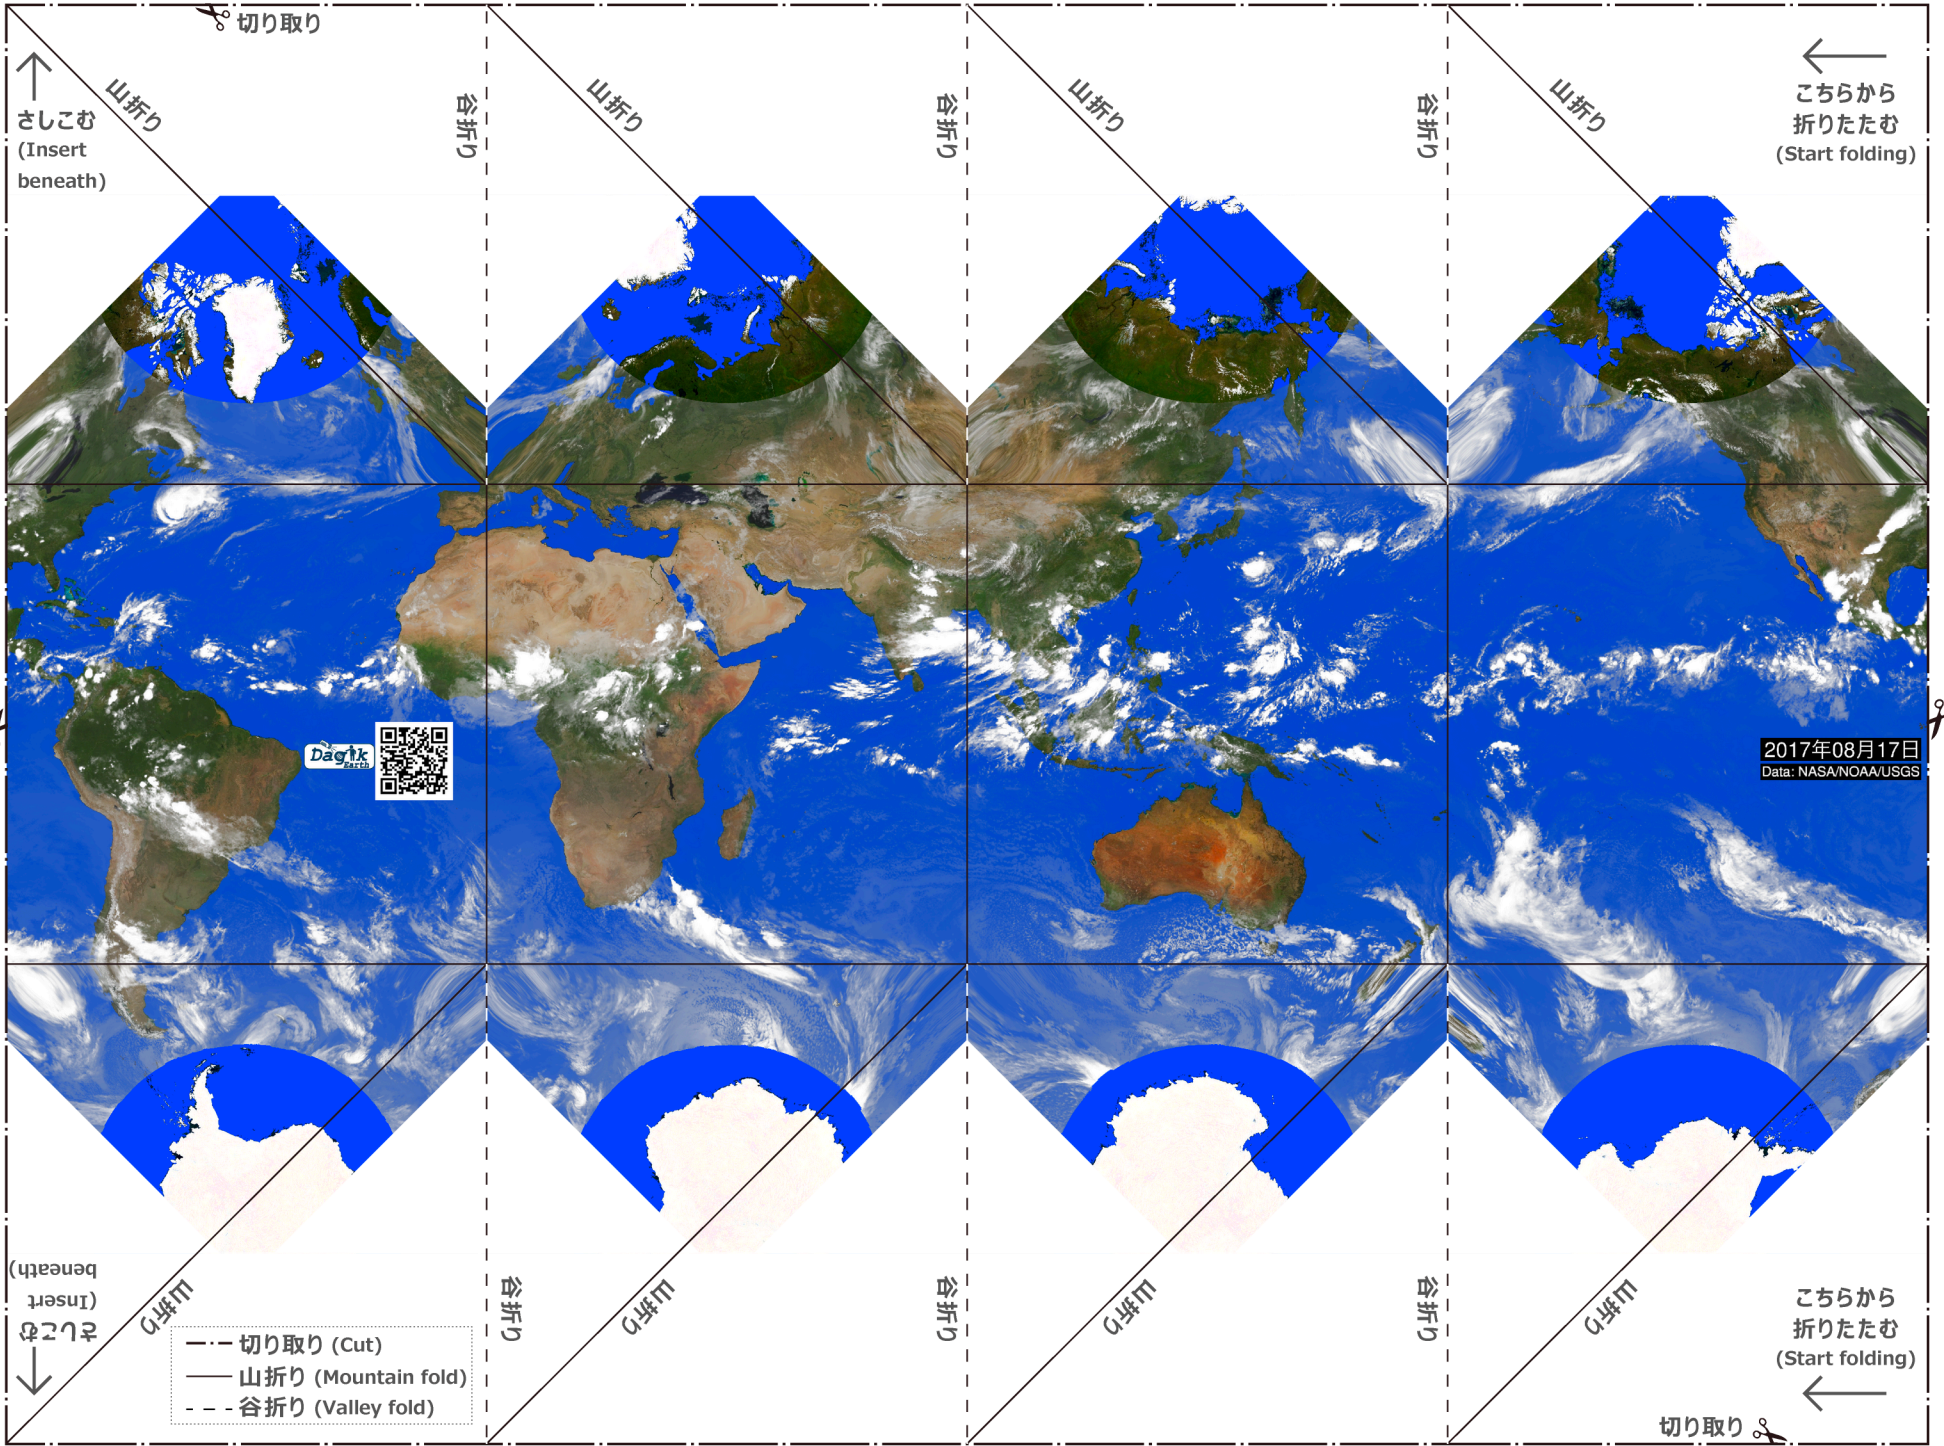 切り取り
山折り
谷折り
山折り
谷折り
山折り
谷折り
山折り
さしこむ
(Insert
beneath)
こちらから
折りたたむ
(Start folding)
Dagik
Earth
2017年08月17日
Data: NASA/NOAA/USGS
さしこむ
(Insert
beneath)
山折り
谷折り
山折り
谷折り
山折り
谷折り
山折り
こちらから
折りたたむ
(Start folding)
切り取り (Cut)
山折り (Mountain fold)
谷折り (Valley fold)
切り取り